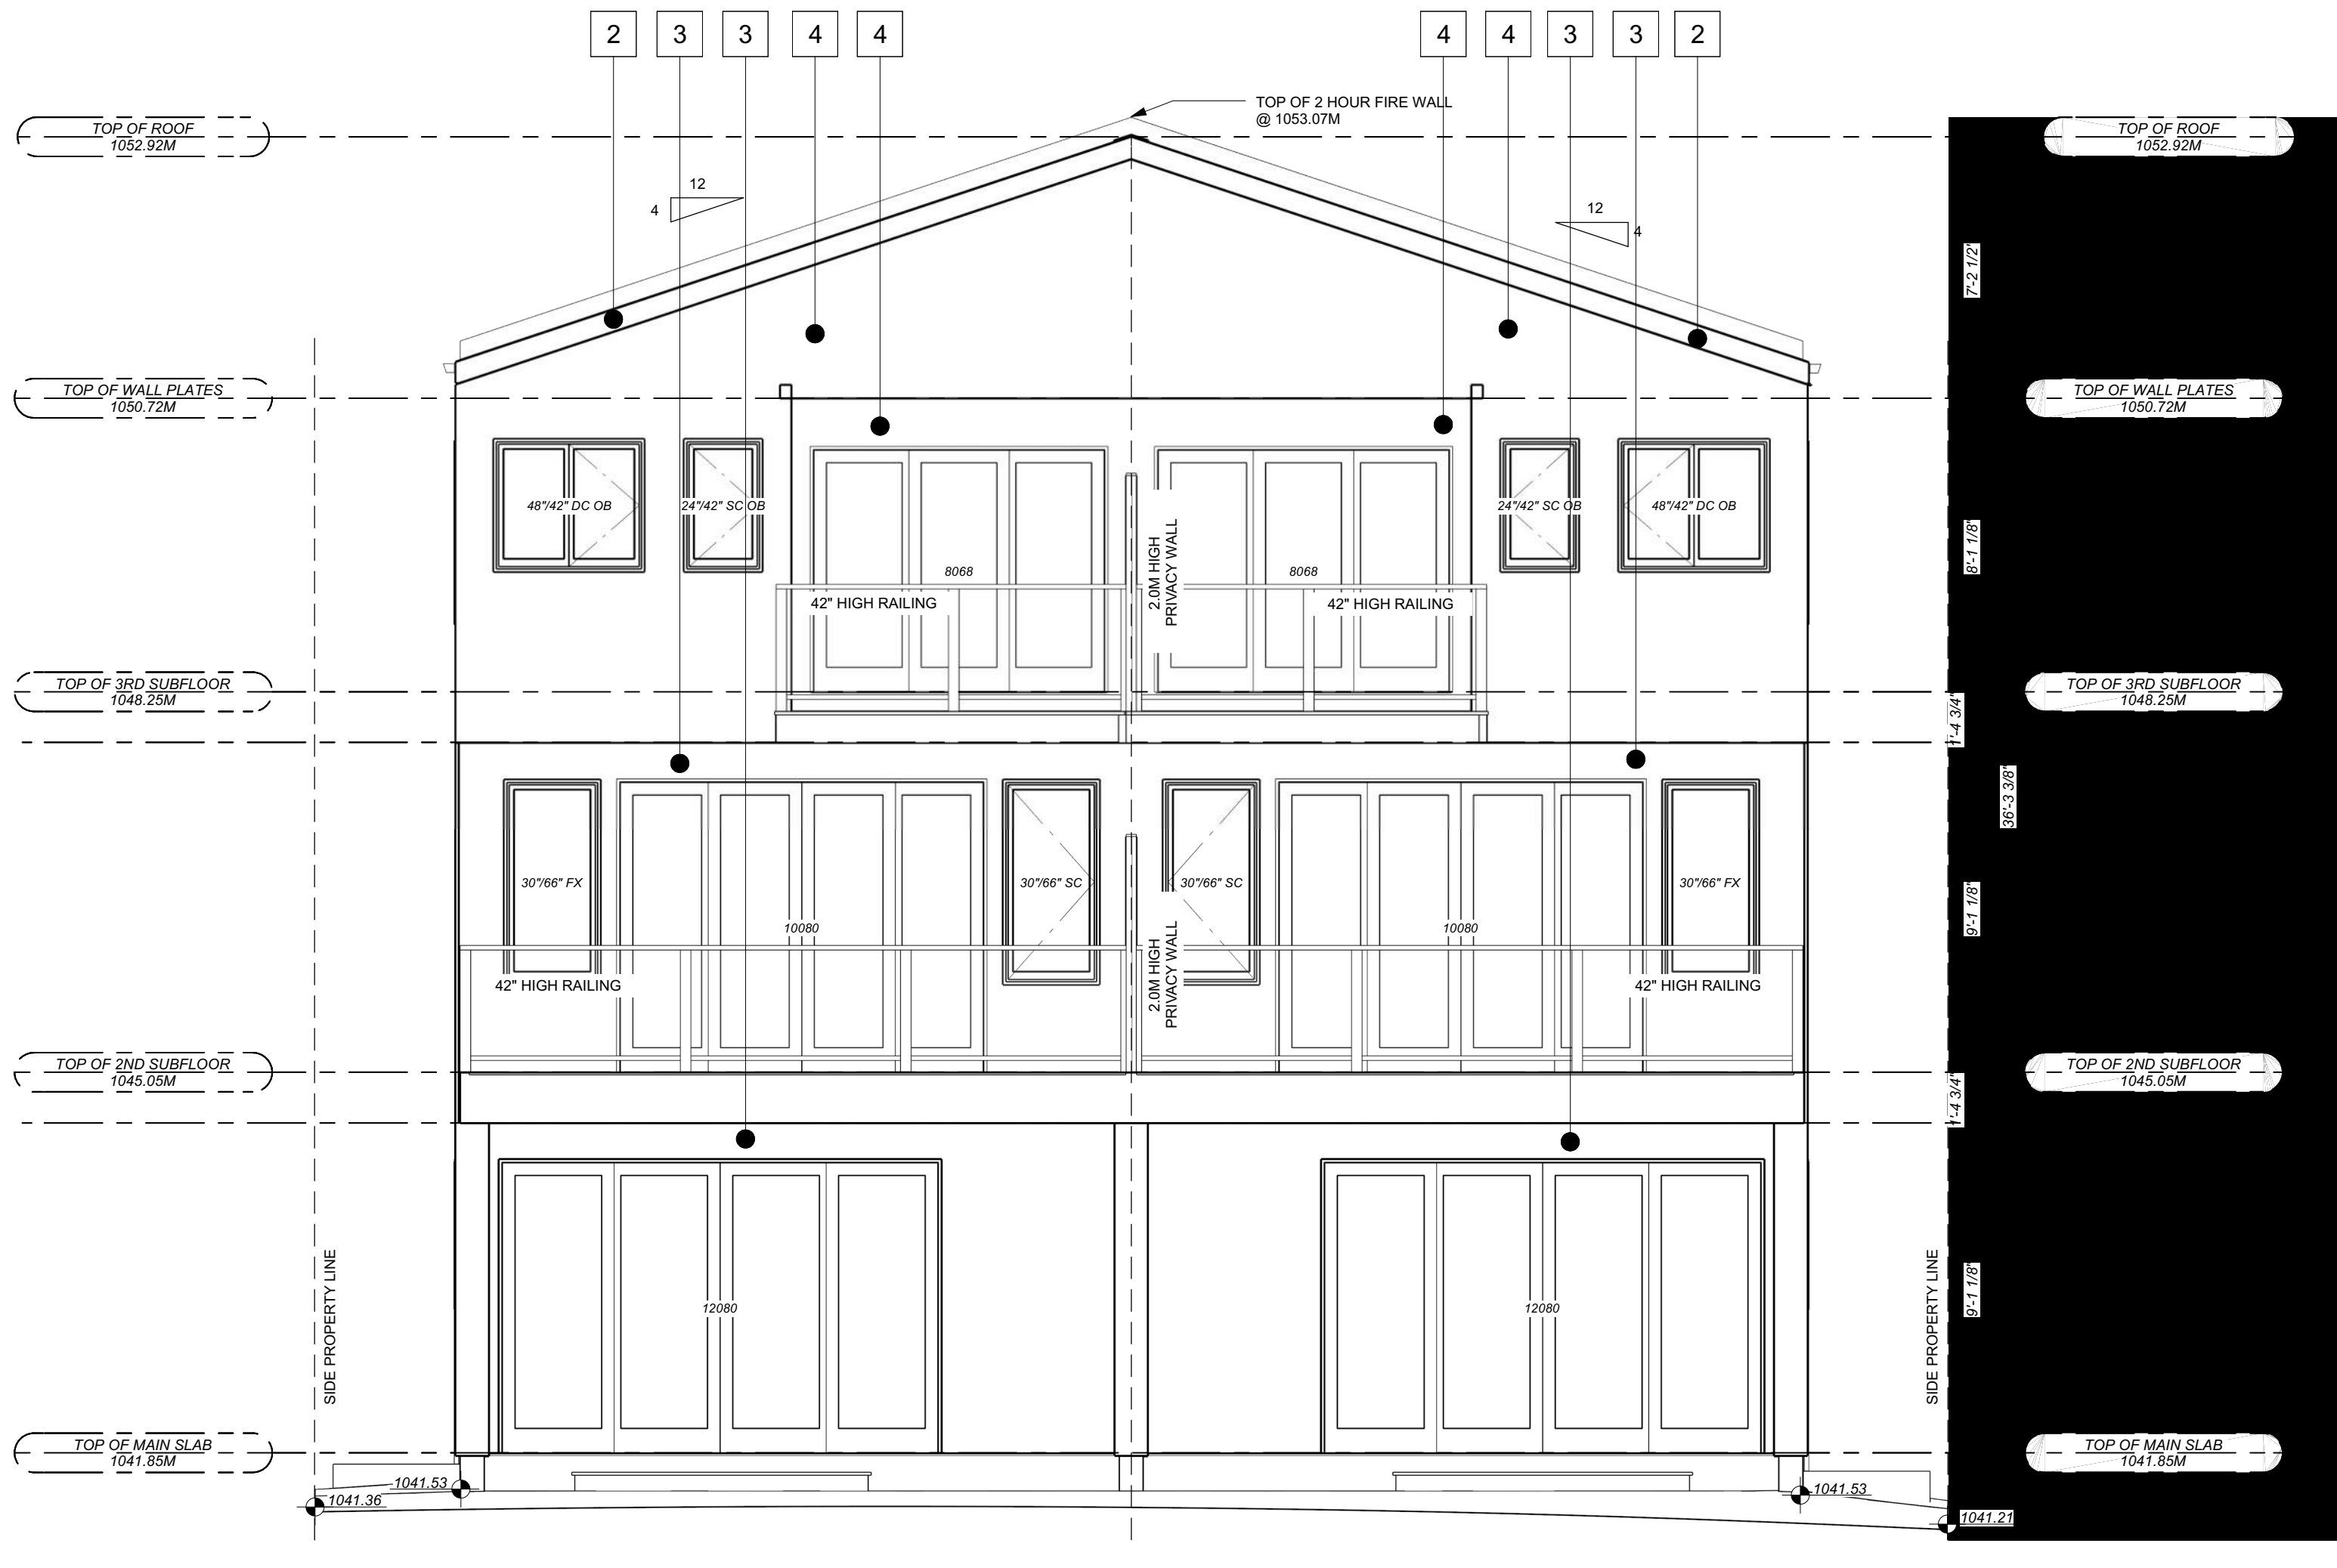 2 3 3 4 4 4 4 3 3 2
TOP OF 2 HOUR FIRE WALL
@ 1053.07M
TOP OF ROOF
1052.92M
TOP OF ROOF
1052.92M
12
4
12
4
7'-2 1/2"
TOP OF WALL PLATES
1050.72M
TOP OF WALL PLATES
1050.72M
48"/42" DC OB
24"/42" SC OB
24"/42" SC OB
48"/42" DC OB
8'-1 1/8"
8068
8068
2.0M HIGH
PRIVACY WALL
42" HIGH RAILING
42" HIGH RAILING
TOP OF 3RD SUBFLOOR
1048.25M
TOP OF 3RD SUBFLOOR
1048.25M
1'-4 3/4"
36'-3 3/8"
30"/66" FX
30"/66" SC
30"/66" SC
30"/66" FX
9'-1 1/8"
10080
10080
2.0M HIGH
PRIVACY WALL
42" HIGH RAILING
42" HIGH RAILING
TOP OF 2ND SUBFLOOR
1045.05M
TOP OF 2ND SUBFLOOR
1045.05M
1'-4 3/4"
SIDE PROPERTY LINE
12080
12080
SIDE PROPERTY LINE
9'-1 1/8"
TOP OF MAIN SLAB
1041.85M
TOP OF MAIN SLAB
1041.85M
1041.53
1041.36
1041.53
1041.21